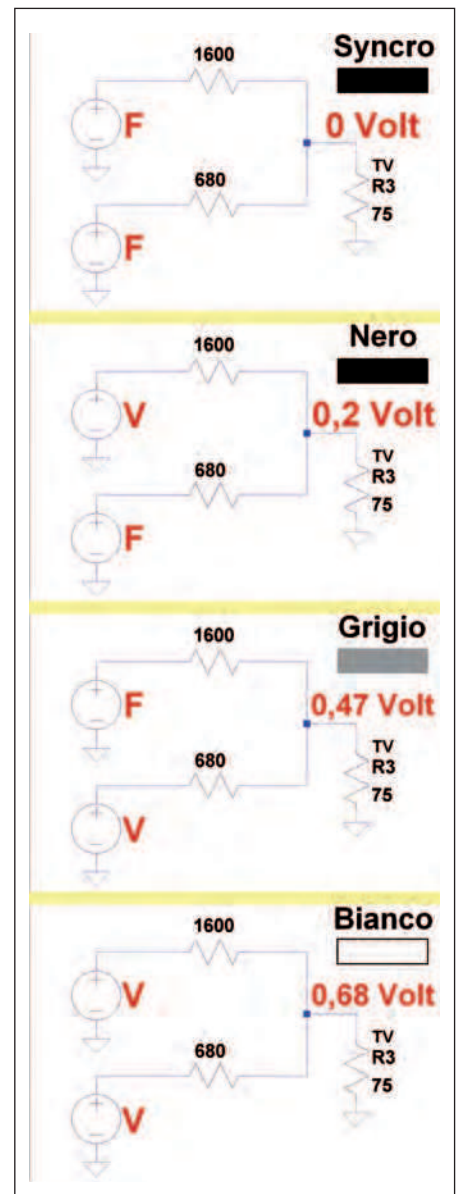 Syncro
1600
F
0 Volt
TV
R3
75
680
F
Nero
1600
V
0,2 Volt
TV
R3
75
680
F
Grigio
1600
F
0,47 Volt
TV
R3
75
680
V
Bianco
1600
V
0,68 Volt
TV
R3
75
680
V